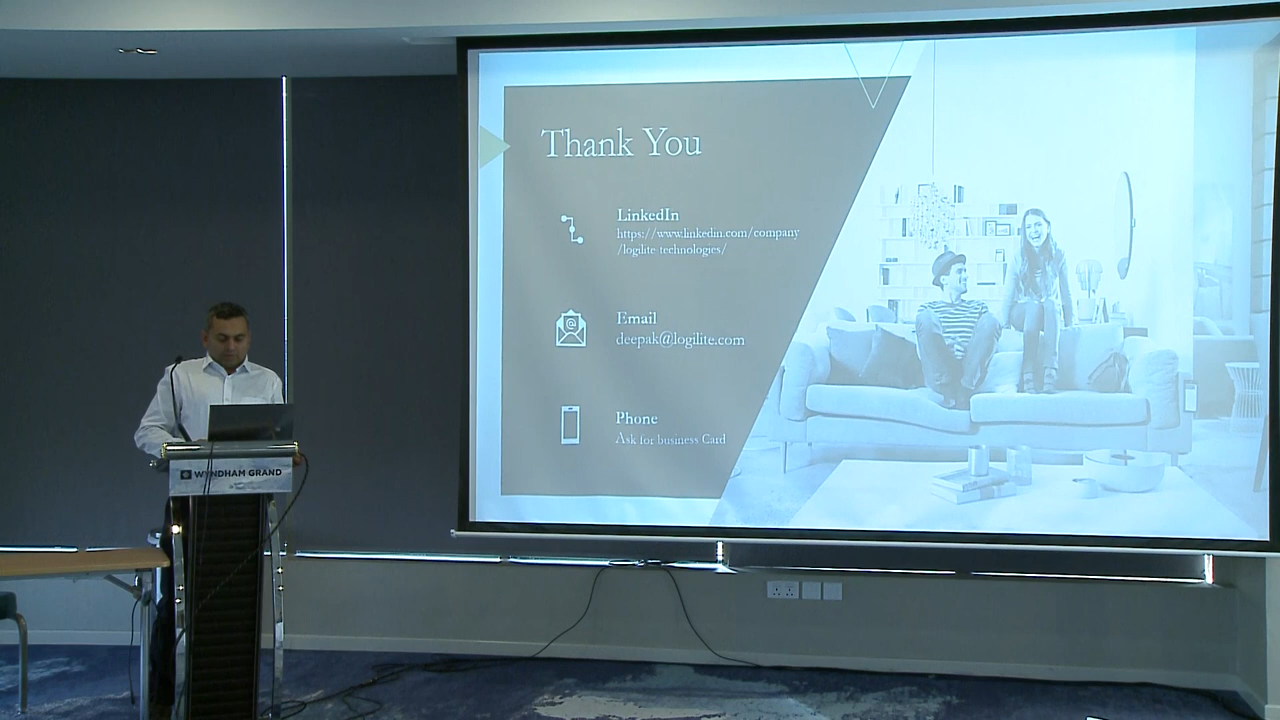 Thank You
LinkedIn
https://www.linkedin.com/company
/logilite-technologies/
Email
deepak@logilite.com
Phone
Ask for business Card
WYNDHAM GRAND